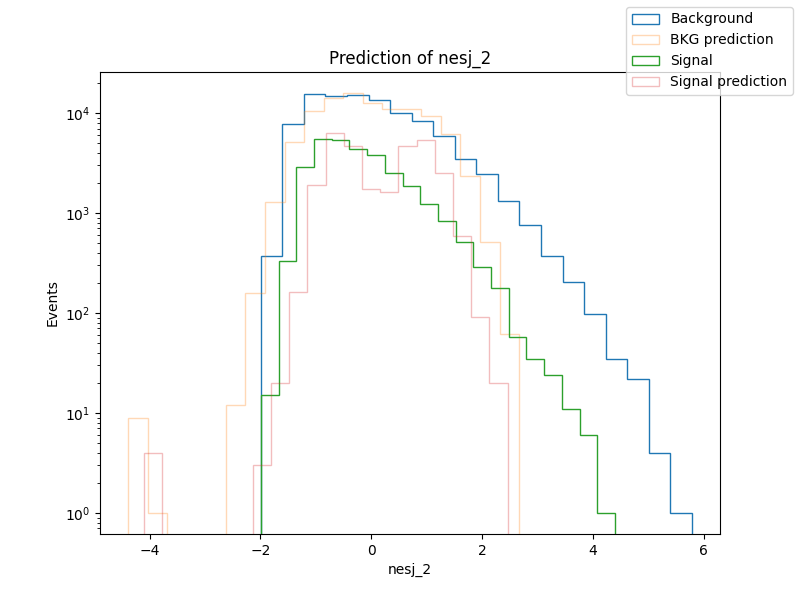 Prediction of nesj_2
Background
BKG prediction
Signal
Signal prediction
Events
10⁴
10³
10²
10¹
10⁰
−4
−2
0
2
4
6
nesj_2